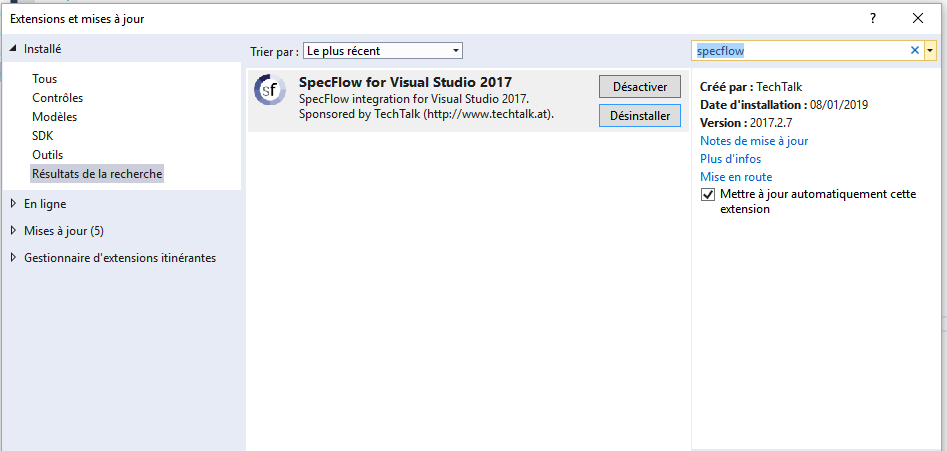 Extensions et mises à jour
?
Installé
Tous
Contrôles
Modèles
SDK
Outils
Résultats de la recherche
En ligne
Mises à jour (5)
Gestionnaire d'extensions itinérantes
Trier par : Le plus récent
sf
SpecFlow for Visual Studio 2017
SpecFlow integration for Visual Studio 2017.
Sponsored by TechTalk (http://www.techtalk.at).
Désactiver
Désinstaller
specflow
Créé par : TechTalk
Date d'installation : 08/01/2019
Version : 2017.2.7
Notes de mise à jour
Plus d'infos
Mise en route
Mettre à jour automatiquement cette
extension